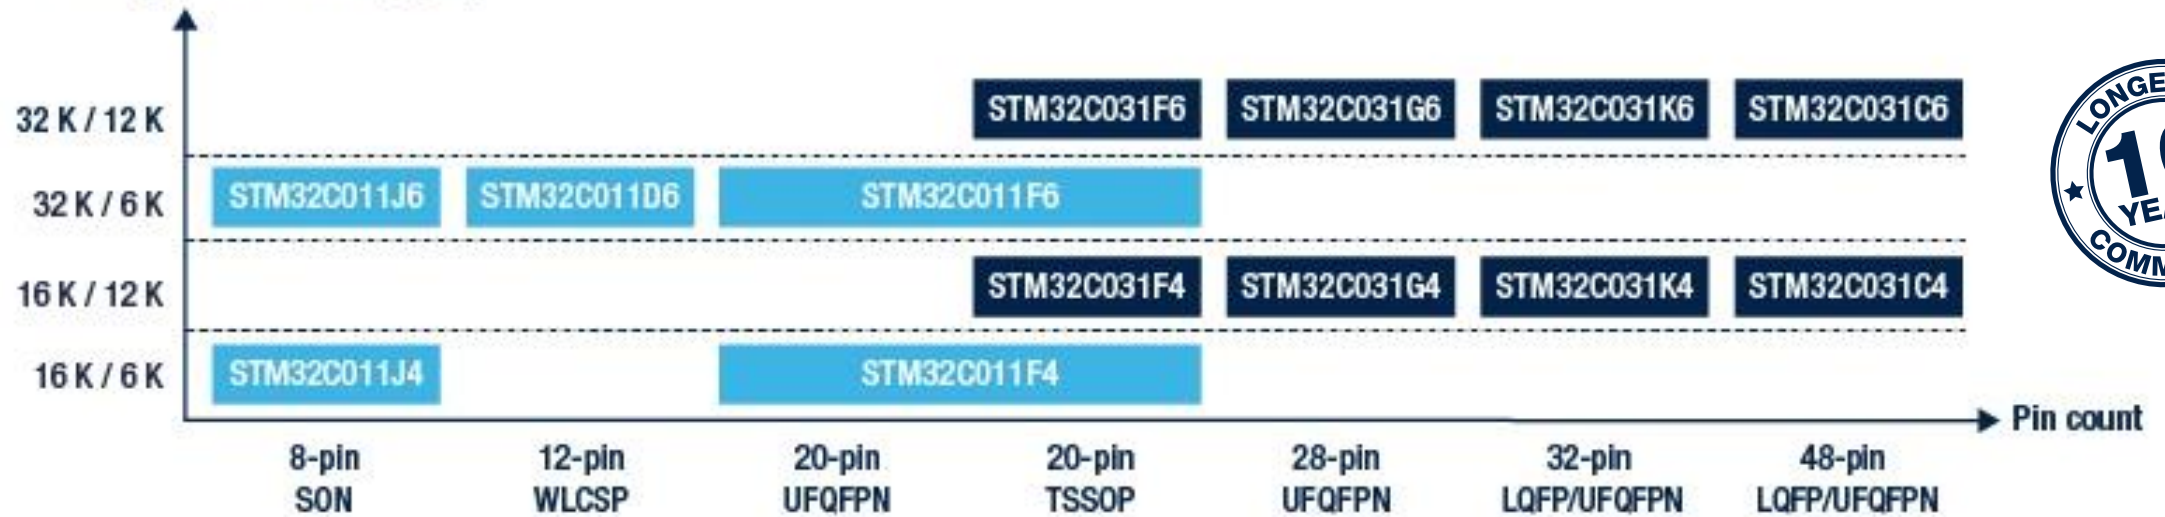 32 K / 12 K
STM32C031F6 STM32C031G6 STM32C031K6 STM32C031C6
32 K / 6 K
STM32C011J6 STM32C011D6 STM32C011F6
16 K / 12 K
STM32C031F4 STM32C031G4 STM32C031K4 STM32C031C4
16 K / 6 K
STM32C011J4 STM32C011F4
Pin count
8-pin
SON
12-pin
WLCSP
20-pin
UFQFPN
20-pin
TSSOP
28-pin
UFQFPN
32-pin
LQFP/UFQFPN
48-pin
LQFP/UFQFPN